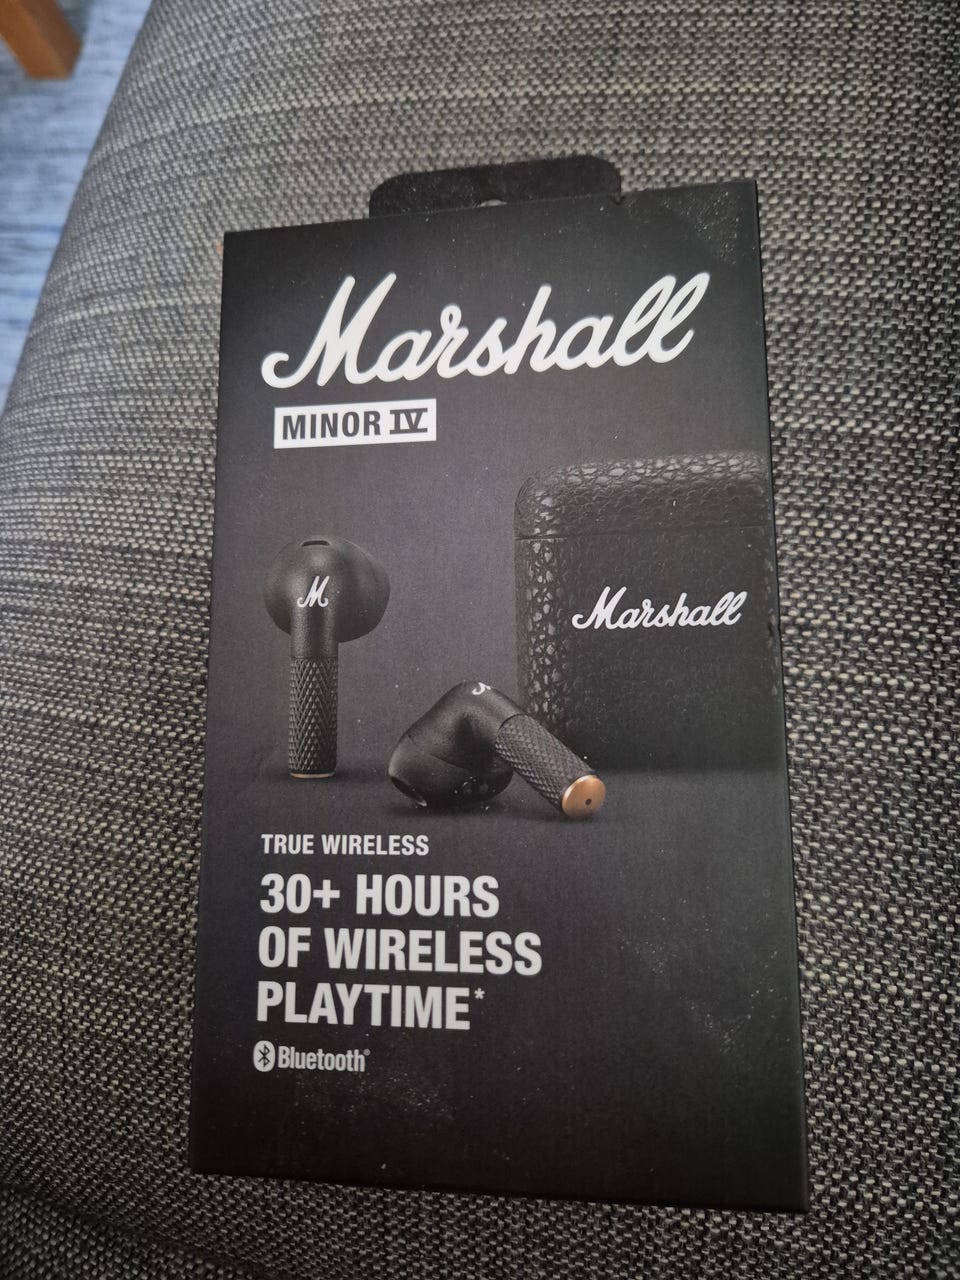 Marshall
MINOR IV
M
Marshall
TRUE WIRELESS
30+ HOURS
OF WIRELESS
PLAYTIME*
Bluetooth®